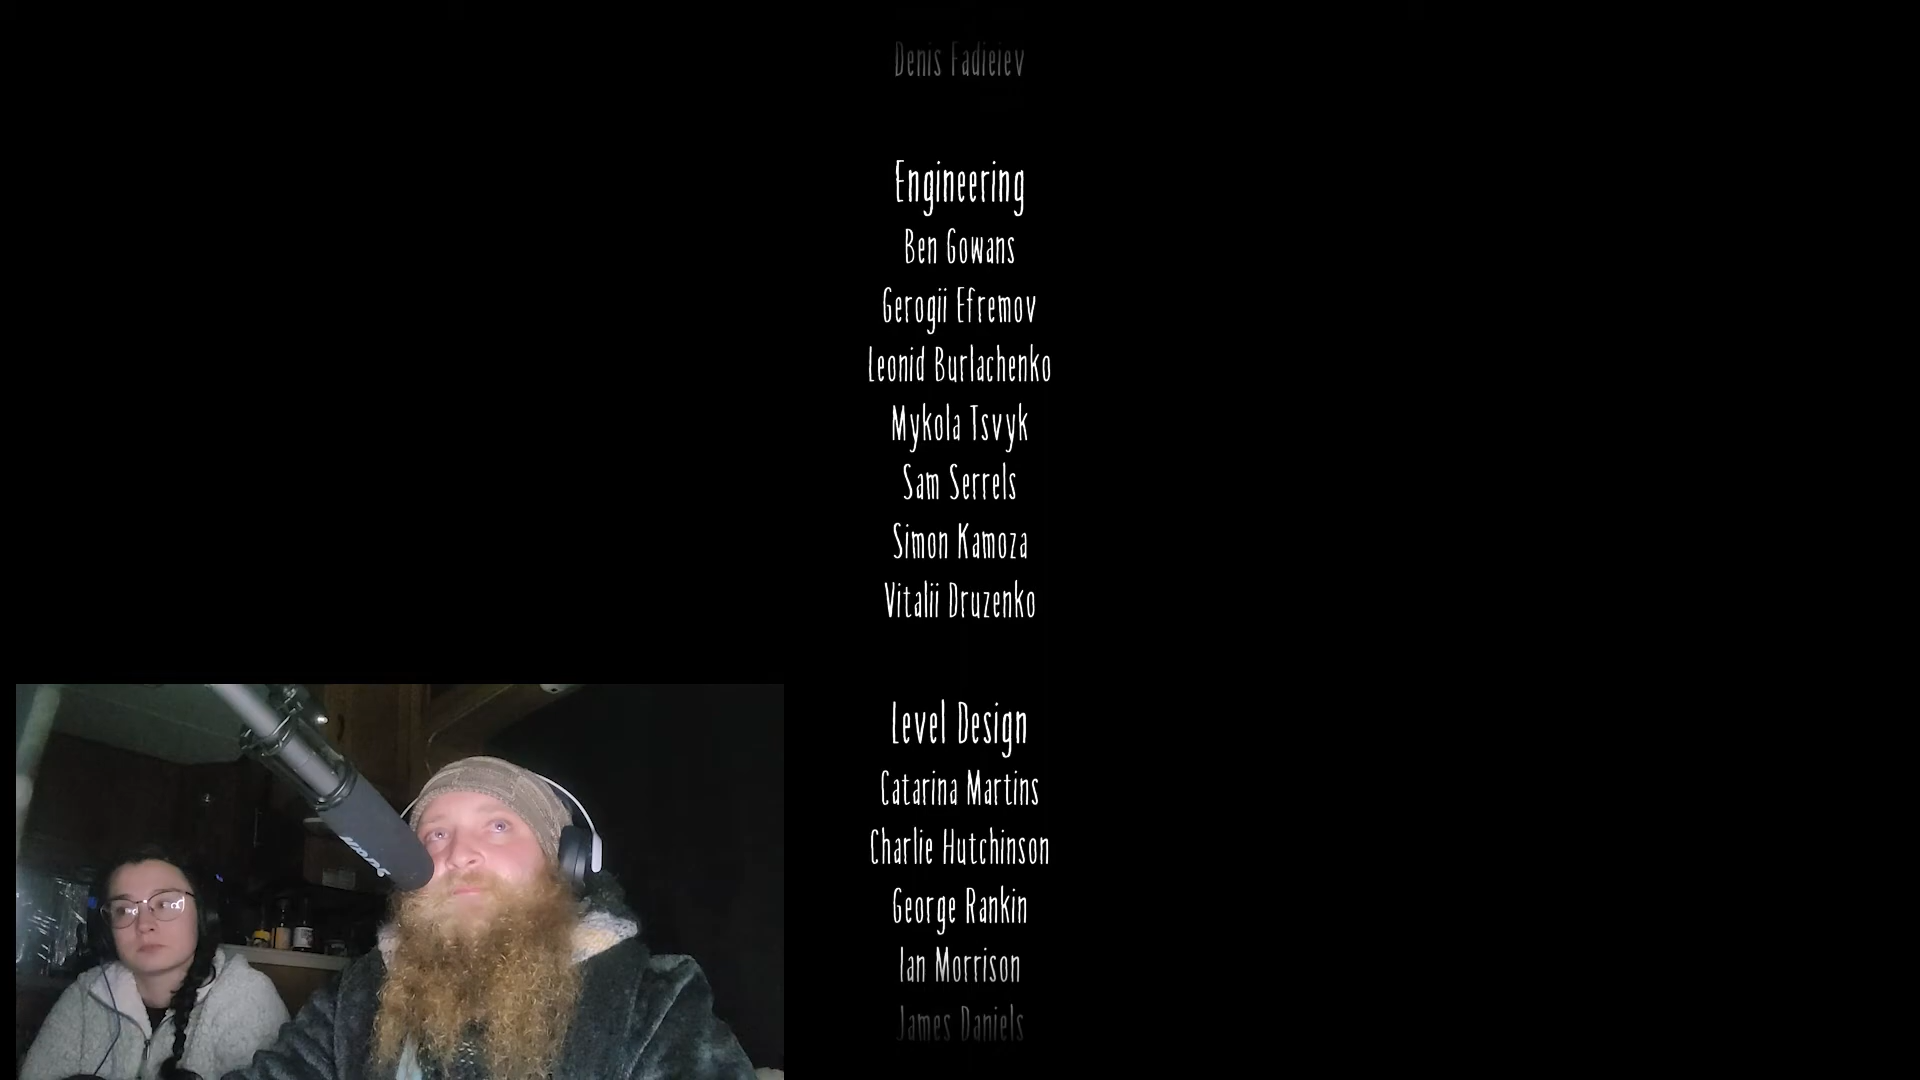 Denis Fadieiev
Engineering
Ben Gowans
Gerogii Efremov
Leonid Burlachenko
Mykola Tsvyk
Sam Serrels
Simon Kamoza
Vitalii Druzenko
Level Design
Catarina Martins
Charlie Hutchinson
George Rankin
Ian Morrison
James Daniels